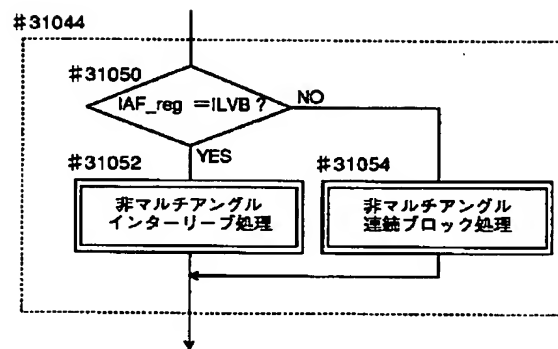 #31044
#31050
IAF_reg =ILVB ?
NO
YES
#31052
#31054
非マルチアングル
インターリーブ処理
非マルチアングル
連続ブロック処理